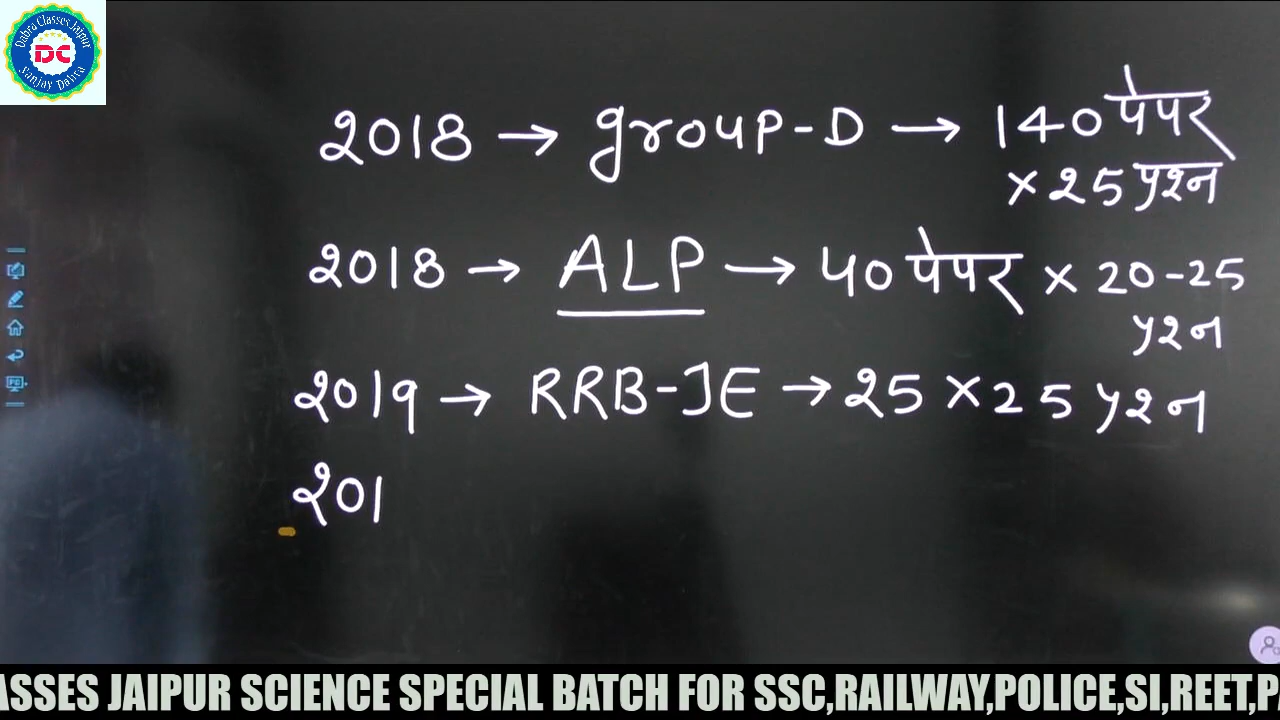 Dabra Classes Jaipur
DC
Sanjay Dabra
2018 → group-D → 140 पेपर
× 25 प्रश्न
2018 → ALP → 40 पेपर × 20-25
प्रश्न
2019 → RRB-JE → 25 × 25 प्रश्न
201
ASSES JAIPUR SCIENCE SPECIAL BATCH FOR SSC,RAILWAY,POLICE,SI,REET,P